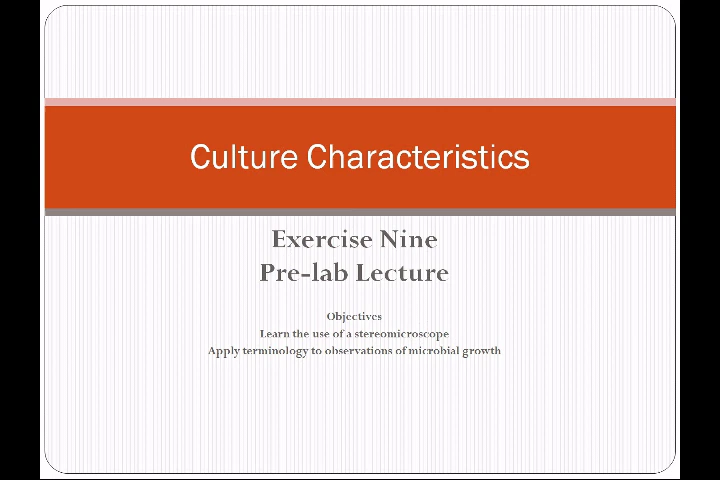 Culture Characteristics
Exercise Nine
Pre-lab Lecture
Objectives
Learn the use of a stereomicroscope
Apply terminology to observations of microbial growth